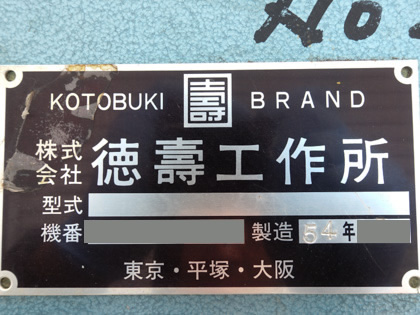 KOTOBUKI 壽 BRAND
株式会社 徳壽工作所
型式
機番 製造 54年
東京・平塚・大阪